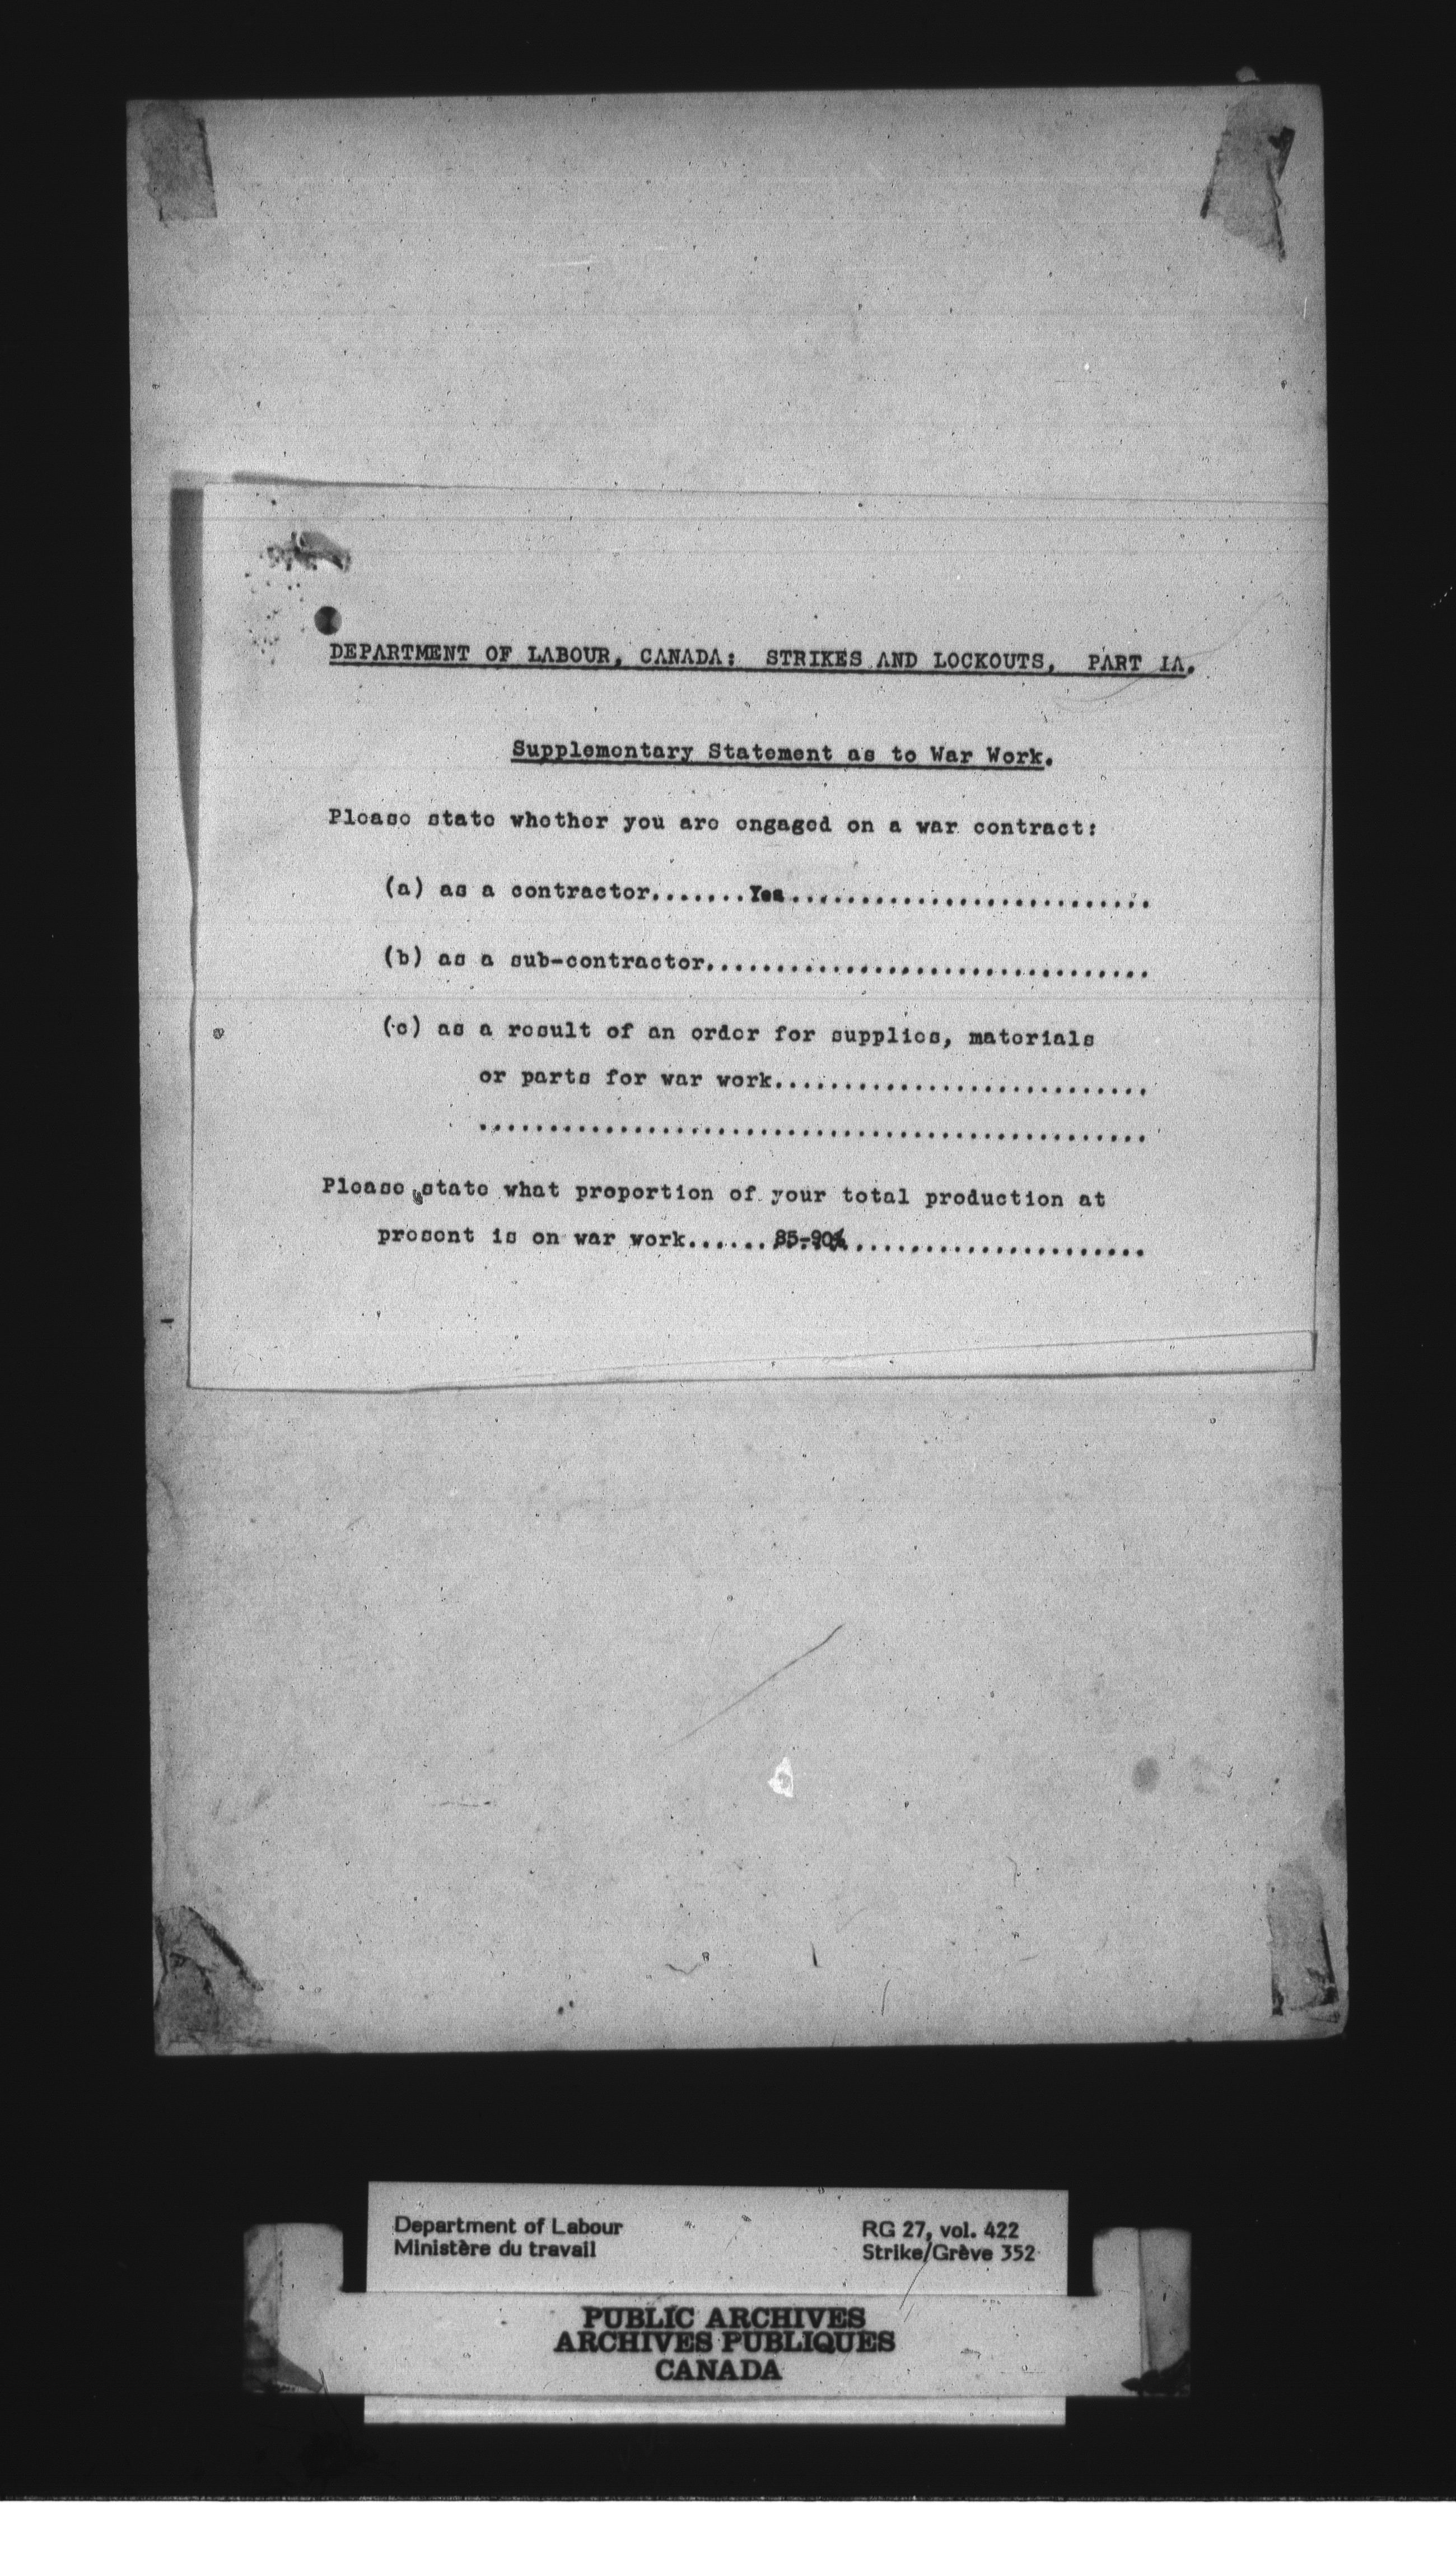 DEPARTMENT OF LABOUR, CANADA: STRIKES AND LOCKOUTS, PART IA.
Supplementary Statement as to War Work.
Please state whether you are engaged on a war contract:
(a) as a contractor.......Yes..........................
(b) as a sub-contractor................................
(c) as a result of an order for supplies, materials
or parts for war work...........................
................................................
Please state what proportion of your total production at
present is on war work......85-90%.....................
Department of Labour
Ministère du travail
RG 27, vol. 422
Strike/Grève 352
PUBLIC ARCHIVES
ARCHIVES PUBLIQUES
CANADA